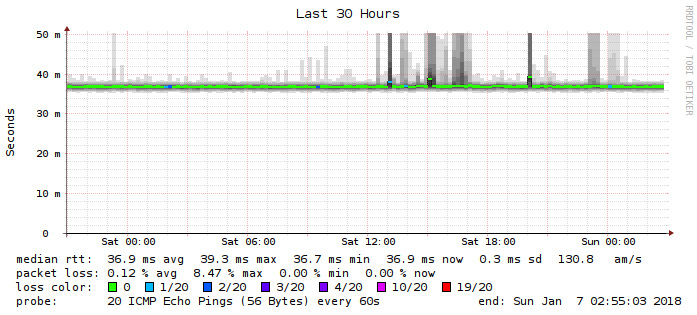 Last 30 Hours
RRDTOOL / TOBI OETIKER
Seconds
50 m
40 m
30 m
20 m
10 m
0
Sat 00:00 Sat 06:00 Sat 12:00 Sat 18:00 Sun 00:00
median rtt: 36.9 ms avg 39.3 ms max 36.7 ms min 36.9 ms now 0.3 ms sd 130.8 am/s
packet loss: 0.12 % avg 8.47 % max 0.00 % min 0.00 % now
loss color: 0 1/20 2/20 3/20 4/20 10/20 19/20
probe: 20 ICMP Echo Pings (56 Bytes) every 60s end: Sun Jan 7 02:55:03 2018